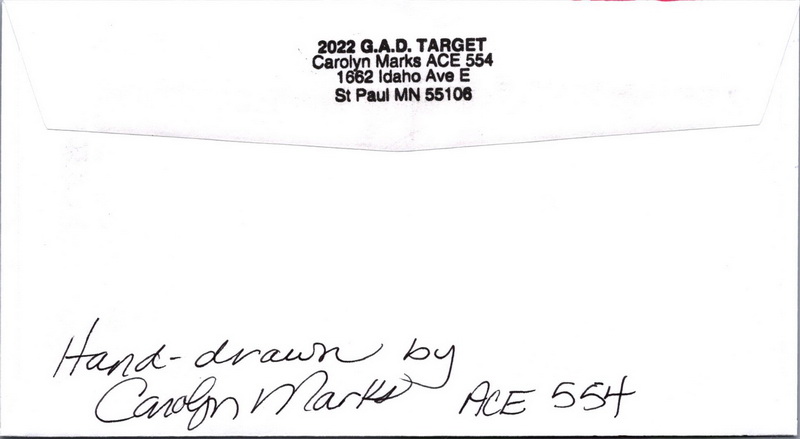 2022 G.A.D. TARGET
Carolyn Marks ACE 554
1662 Idaho Ave E
St Paul MN 55106
Hand-drawn by
Carolyn Marks ACE 554